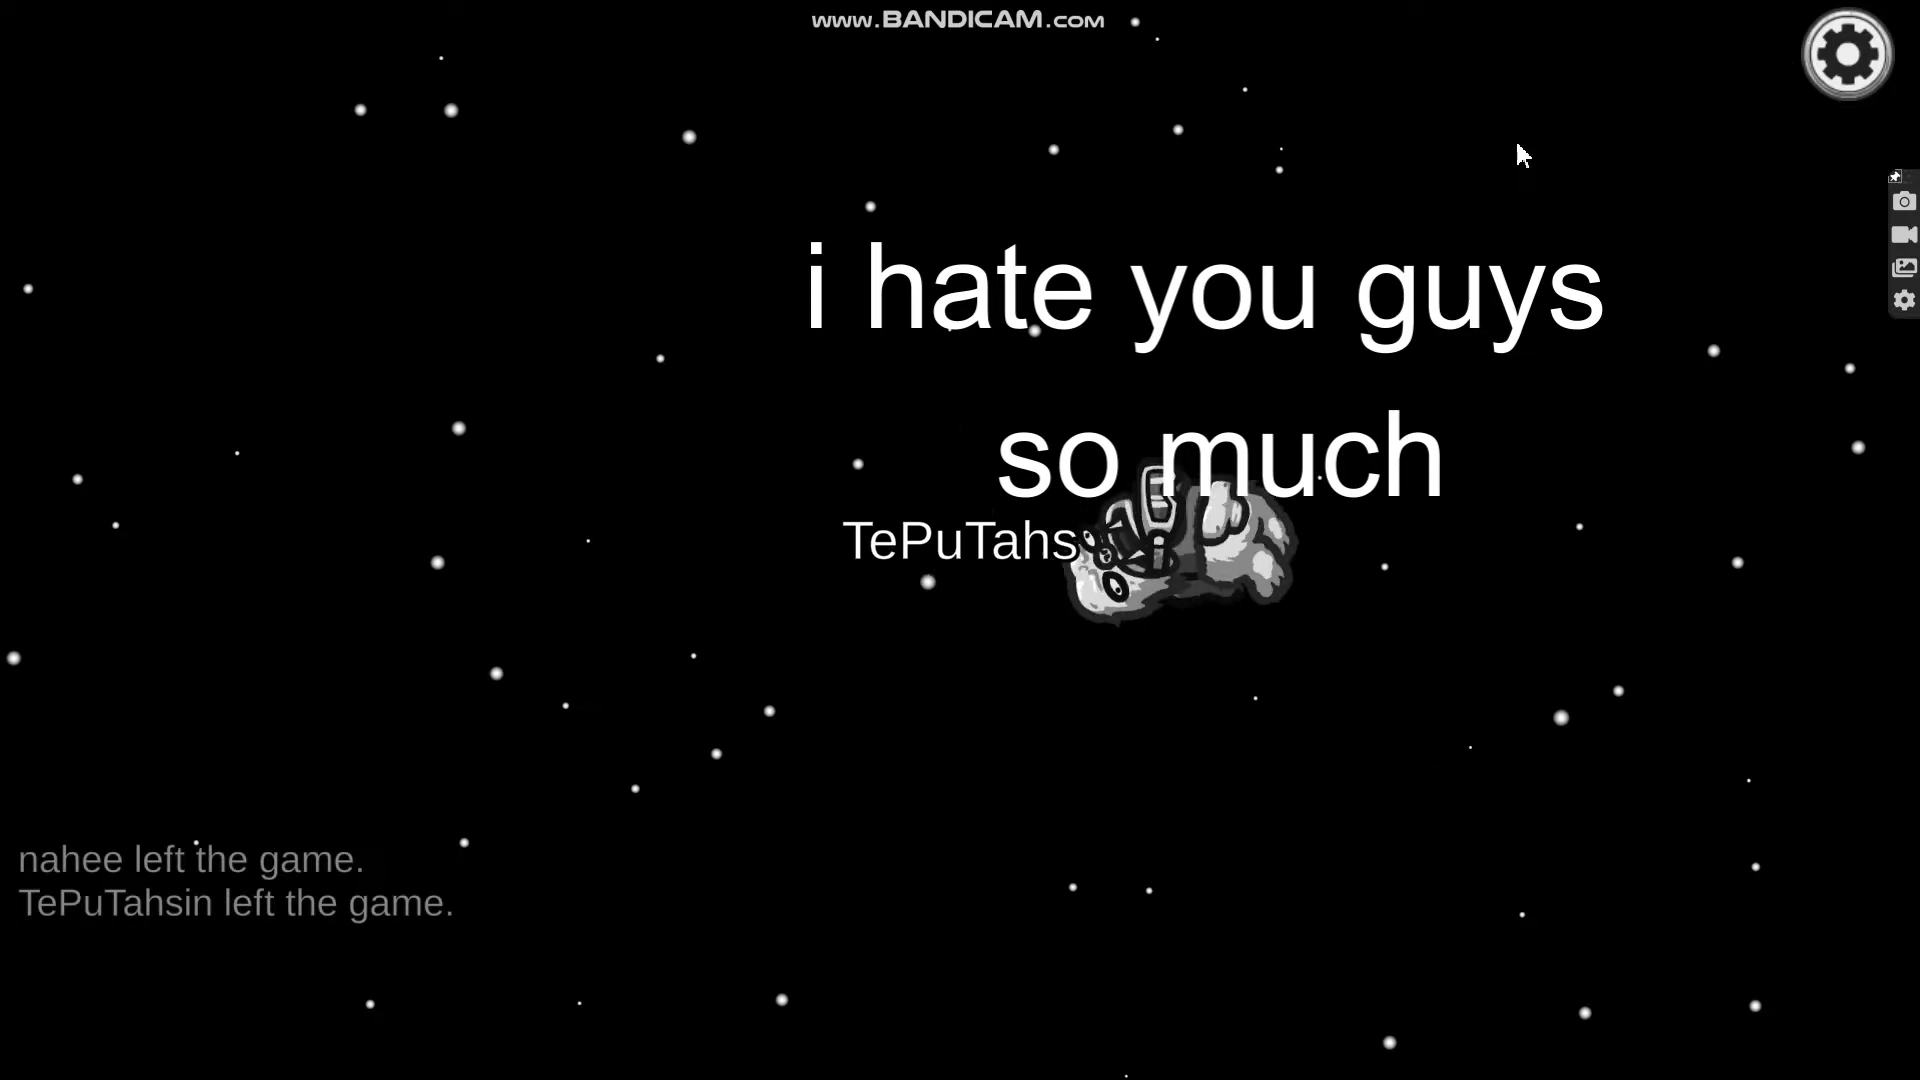 www.BANDICAM.com
i hate you guys
so much
TePuTahs
nahee left the game.
TePuTahsin left the game.